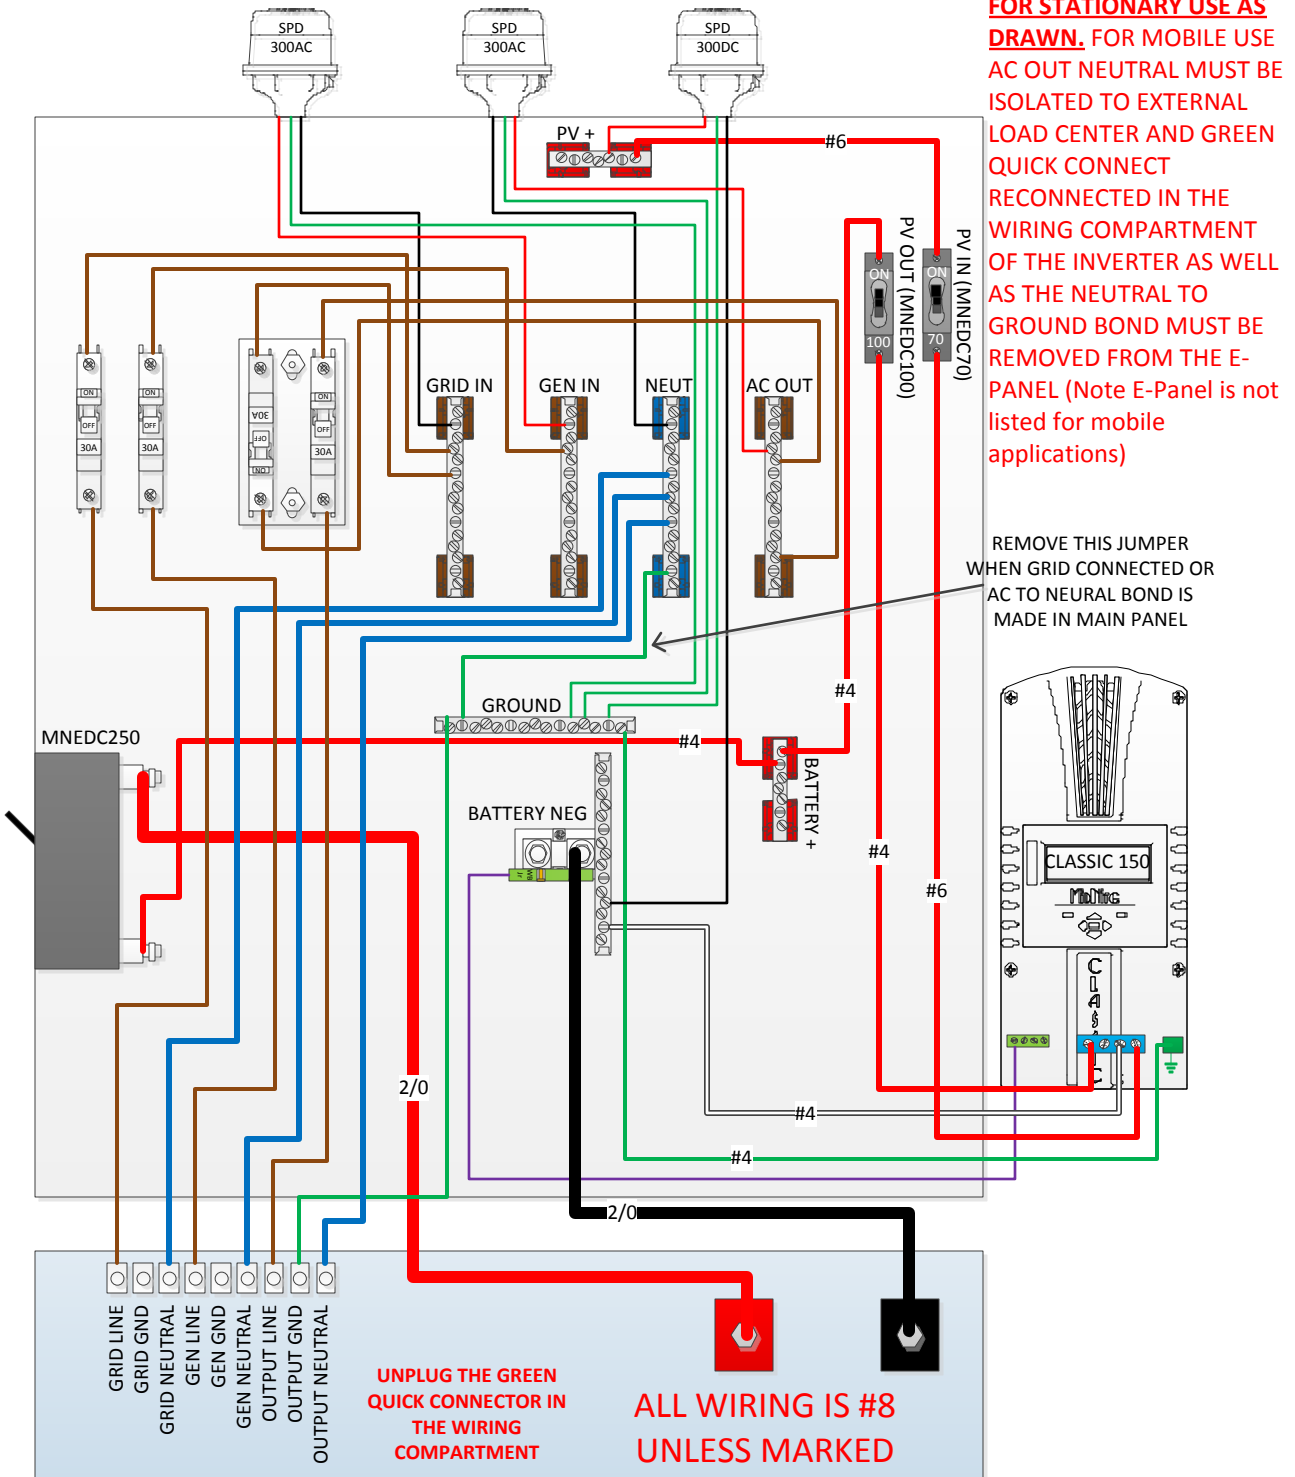 SPD
300AC
SPD
300AC
SPD
300DC
FOR STATIONARY USE AS
DRAWN. FOR MOBILE USE
AC OUT NEUTRAL MUST BE
ISOLATED TO EXTERNAL
LOAD CENTER AND GREEN
QUICK CONNECT
RECONNECTED IN THE
WIRING COMPARTMENT
OF THE INVERTER AS WELL
AS THE NEUTRAL TO
GROUND BOND MUST BE
REMOVED FROM THE E-
PANEL (Note E-Panel is not
listed for mobile
applications)
PV +
#6
PV OUT (MNEDC100)
PV IN (MNEDC70)
ON
100
ON
70
GRID IN
GEN IN
NEUT
AC OUT
ON
OFF
30A
ON
OFF
30A
30A
OFF
ON
ON
OFF
30A
REMOVE THIS JUMPER
WHEN GRID CONNECTED OR
AC TO NEURAL BOND IS
MADE IN MAIN PANEL
GROUND
#4
MNEDC250
#4
BATTERY +
BATTERY NEG
WB
Jr
#4
#6
CLASSIC 150
MidNite
CLASSIC
2/0
#4
#4
2/0
GRID LINE
GRID GND
GRID NEUTRAL
GEN LINE
GEN GND
GEN NEUTRAL
OUTPUT LINE
OUTPUT GND
OUTPUT NEUTRAL
UNPLUG THE GREEN
QUICK CONNECTOR IN
THE WIRING
COMPARTMENT
ALL WIRING IS #8
UNLESS MARKED